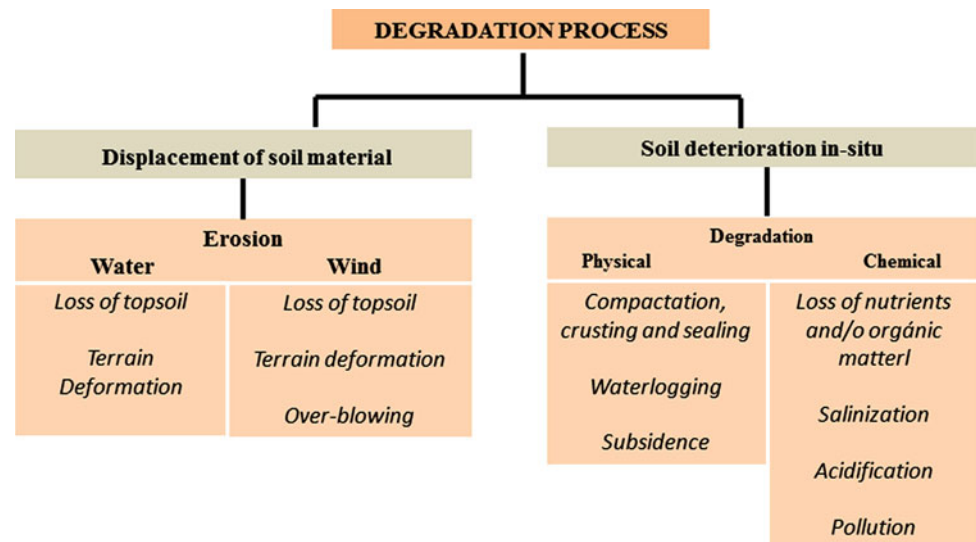 DEGRADATION PROCESS
Displacement of soil material
Soil deterioration in-situ
Erosion
Water
Wind
Loss of topsoil
Terrain
Deformation
Loss of topsoil
Terrain deformation
Over-blowing
Degradation
Physical
Chemical
Compactation,
crusting and sealing
Waterlogging
Subsidence
Loss of nutrients
and/o orgánic
matterl
Salinization
Acidification
Pollution